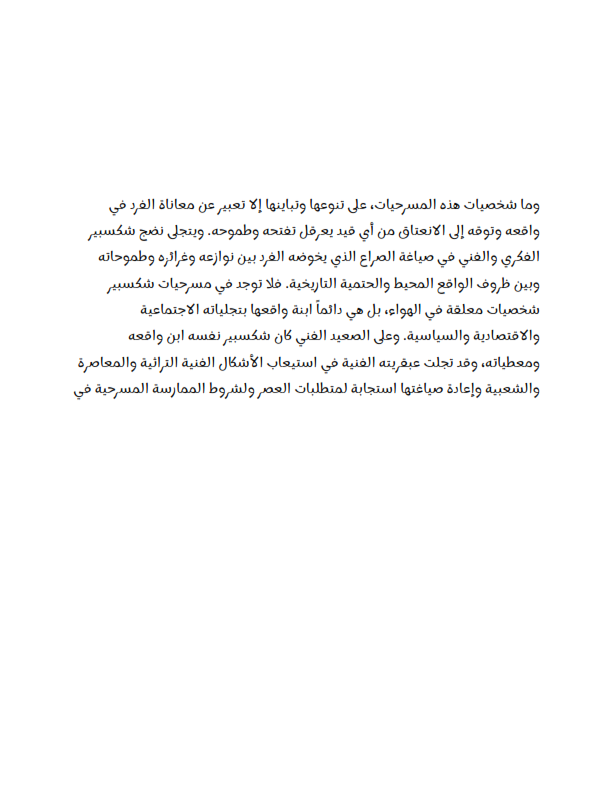 وما شخصيات هذه المسرحيات، على تنوعها وتباينها إلا تعبير عن معاناة الفرد في
واقعه وتوقه إلى الانعتاق من أي قيد يعرقل تفتحه وطموحه. ويتجلى نضج شكسبير
الفكري والفني في صياغة الصراع الذي يخوضه الفرد بين نوازعه وغرائزه وطموحاته
وبين ظروف الواقع المحيط والحتمية التاريخية. فلا توجد في مسرحيات شكسبير
شخصيات معلقة في الهواء، بل هي دائماً ابنة واقعها بتجلياته الاجتماعية
والاقتصادية والسياسية. وعلى الصعيد الفني كان شكسبير نفسه ابن واقعه
ومعطياته، وقد تجلت عبقريته الفنية في استيعاب الأشكال الفنية التراثية والمعاصرة
والشعبية وإعادة صياغتها استجابة لمتطلبات العصر ولشروط الممارسة المسرحية في